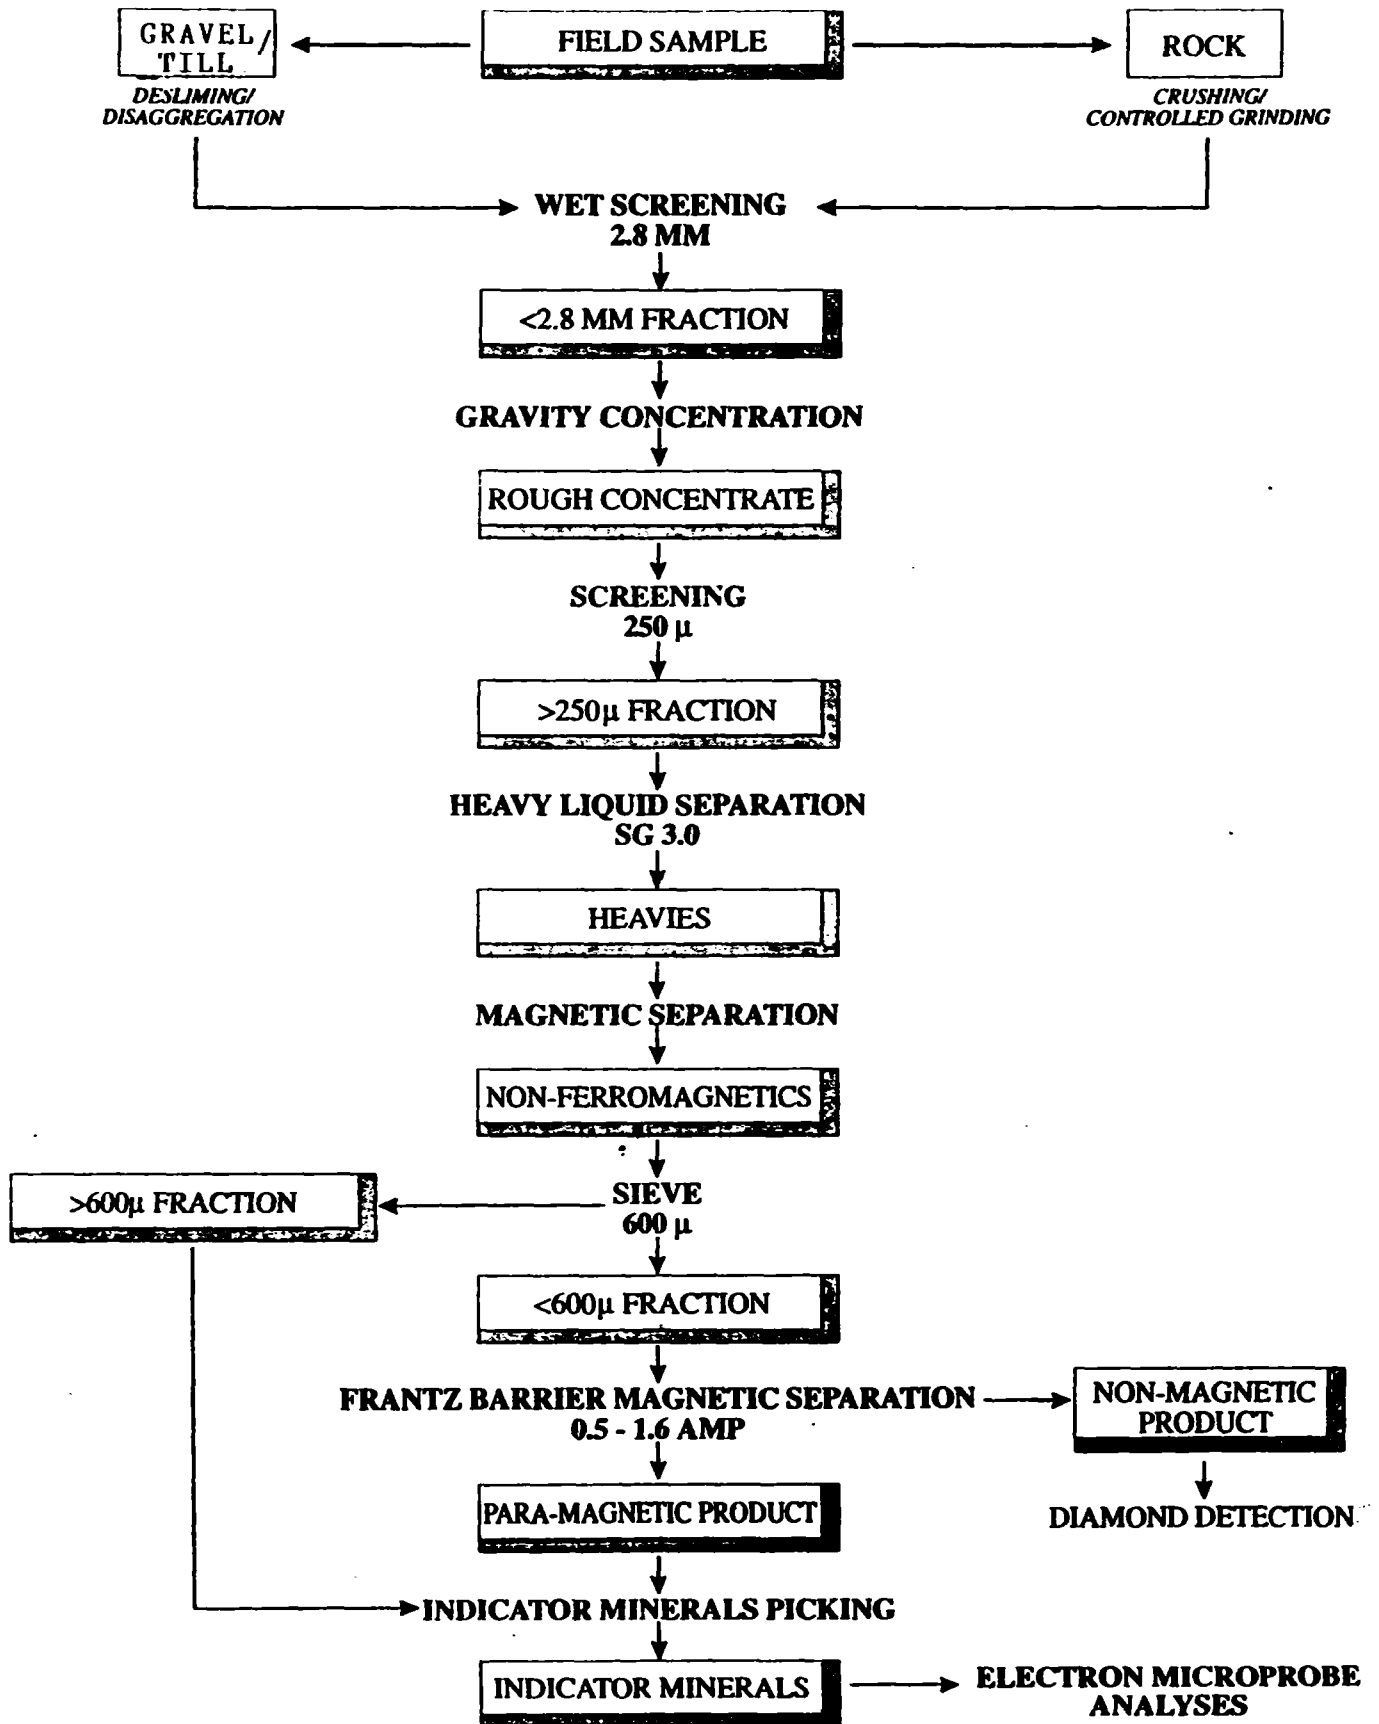 GRAVEL/
TILL
FIELD SAMPLE
ROCK
DESLIMING/
DISAGGREGATION
CRUSHING/
CONTROLLED GRINDING
WET SCREENING
2.8 MM
<2.8 MM FRACTION
GRAVITY CONCENTRATION
ROUGH CONCENTRATE
SCREENING
250 µ
>250µ FRACTION
HEAVY LIQUID SEPARATION
SG 3.0
HEAVIES
MAGNETIC SEPARATION
NON-FERROMAGNETICS
>600µ FRACTION
SIEVE
600 µ
<600µ FRACTION
FRANTZ BARRIER MAGNETIC SEPARATION
0.5 - 1.6 AMP
NON-MAGNETIC
PRODUCT
PARA-MAGNETIC PRODUCT
DIAMOND DETECTION
INDICATOR MINERALS PICKING
INDICATOR MINERALS
ELECTRON MICROPROBE
ANALYSES